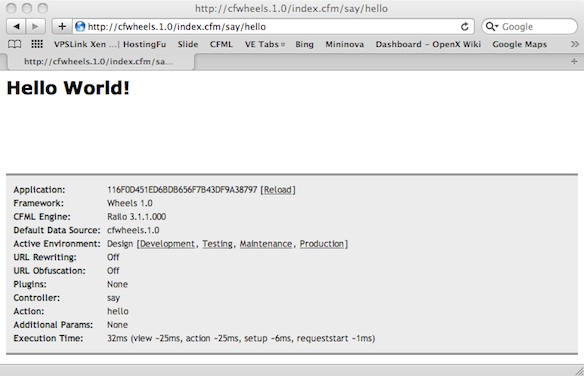 http://cfwheels.1.0/index.cfm/say/hello
http://cfwheels.1.0/index.cfm/say/hello
Google
VPSLink Xen ...| HostingFu Slide CFML VE Tabs Bing Mininova Dashboard - OpenX Wiki Google Maps >>
http://cfwheels.1.0/index.cfm/sa...
Hello World!
Application: 116F0D451ED6BDB656F7B43DF9A38797 [Reload]
Framework: Wheels 1.0
CFML Engine: Railo 3.1.1.000
Default Data Source: cfwheels.1.0
Active Environment: Design [Development, Testing, Maintenance, Production]
URL Rewriting: Off
URL Obfuscation: Off
Plugins: None
Controller: say
Action: hello
Additional Params: None
Execution Time: 32ms (view ~25ms, action ~25ms, setup ~6ms, requeststart ~1ms)